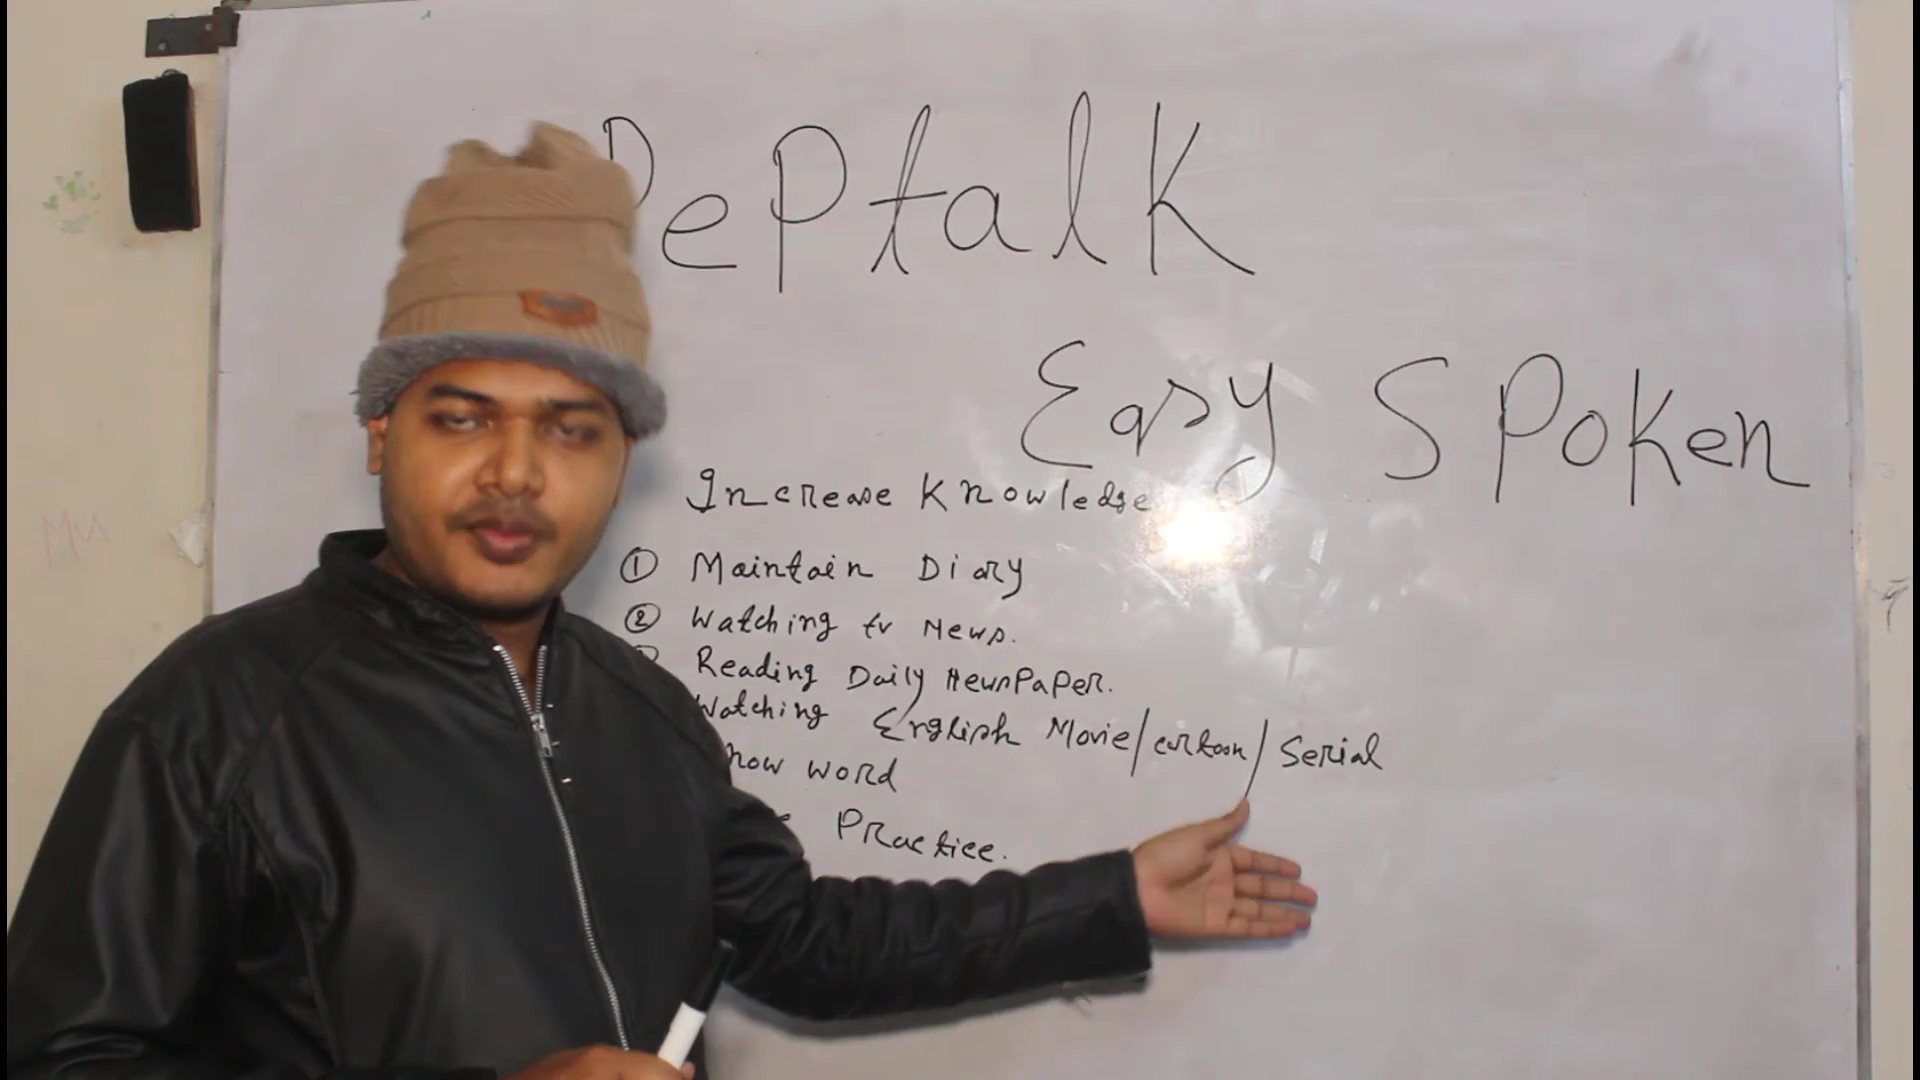 PePtalk
Easy SPoken
Increase Knowledge
① Maintain Diary
② Watching tv News.
Reading Daily NewsPaPer.
Watching English Movie/cartoon/Serial
word
Practice.